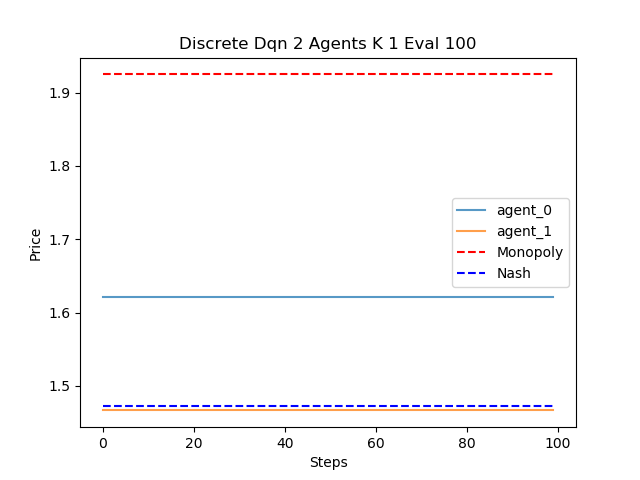 Discrete Dqn 2 Agents K 1 Eval 100
Price
1.9
1.8
1.7
1.6
1.5
agent_0
agent_1
Monopoly
Nash
0 20 40 60 80 100
Steps